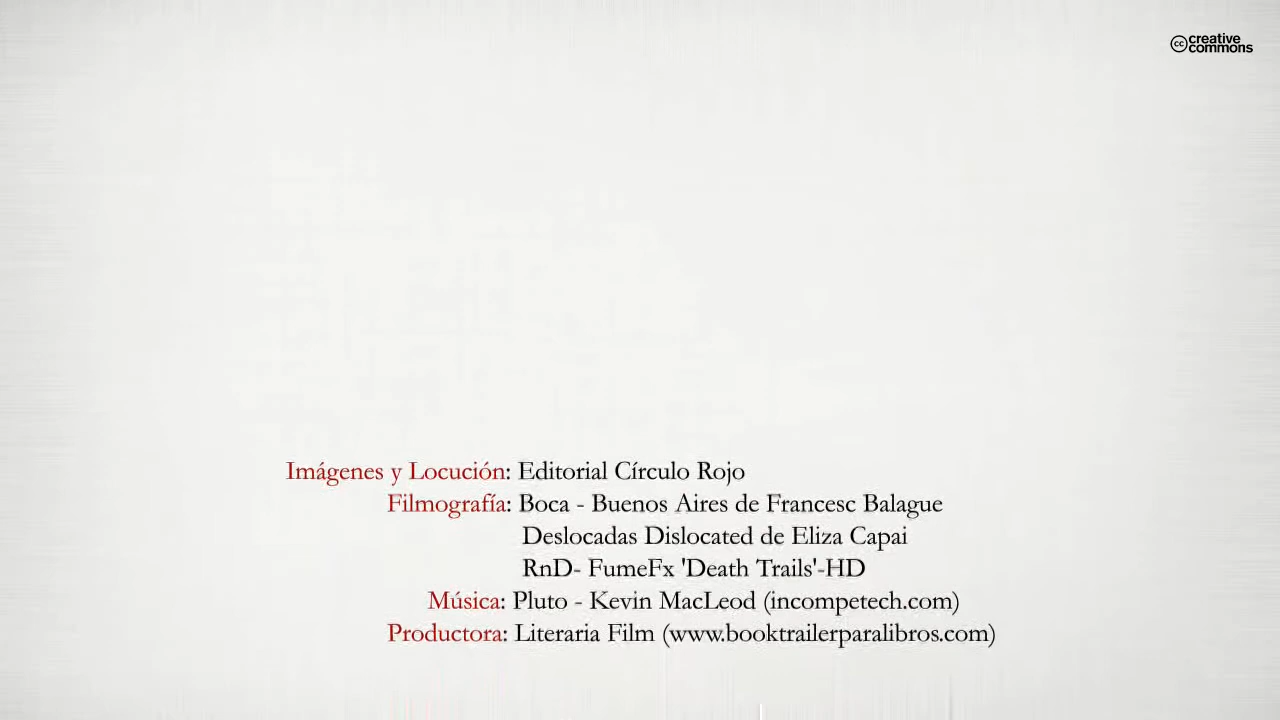 creative
commons
Imágenes y Locución: Editorial Círculo Rojo
Filmografía: Boca - Buenos Aires de Francesc Balague
Deslocadas Dislocated de Eliza Capai
RnD- FumeFx 'Death Trails'-HD
Música: Pluto - Kevin MacLeod (incompetech.com)
Productora: Literaria Film (www.booktrailerparalibros.com)